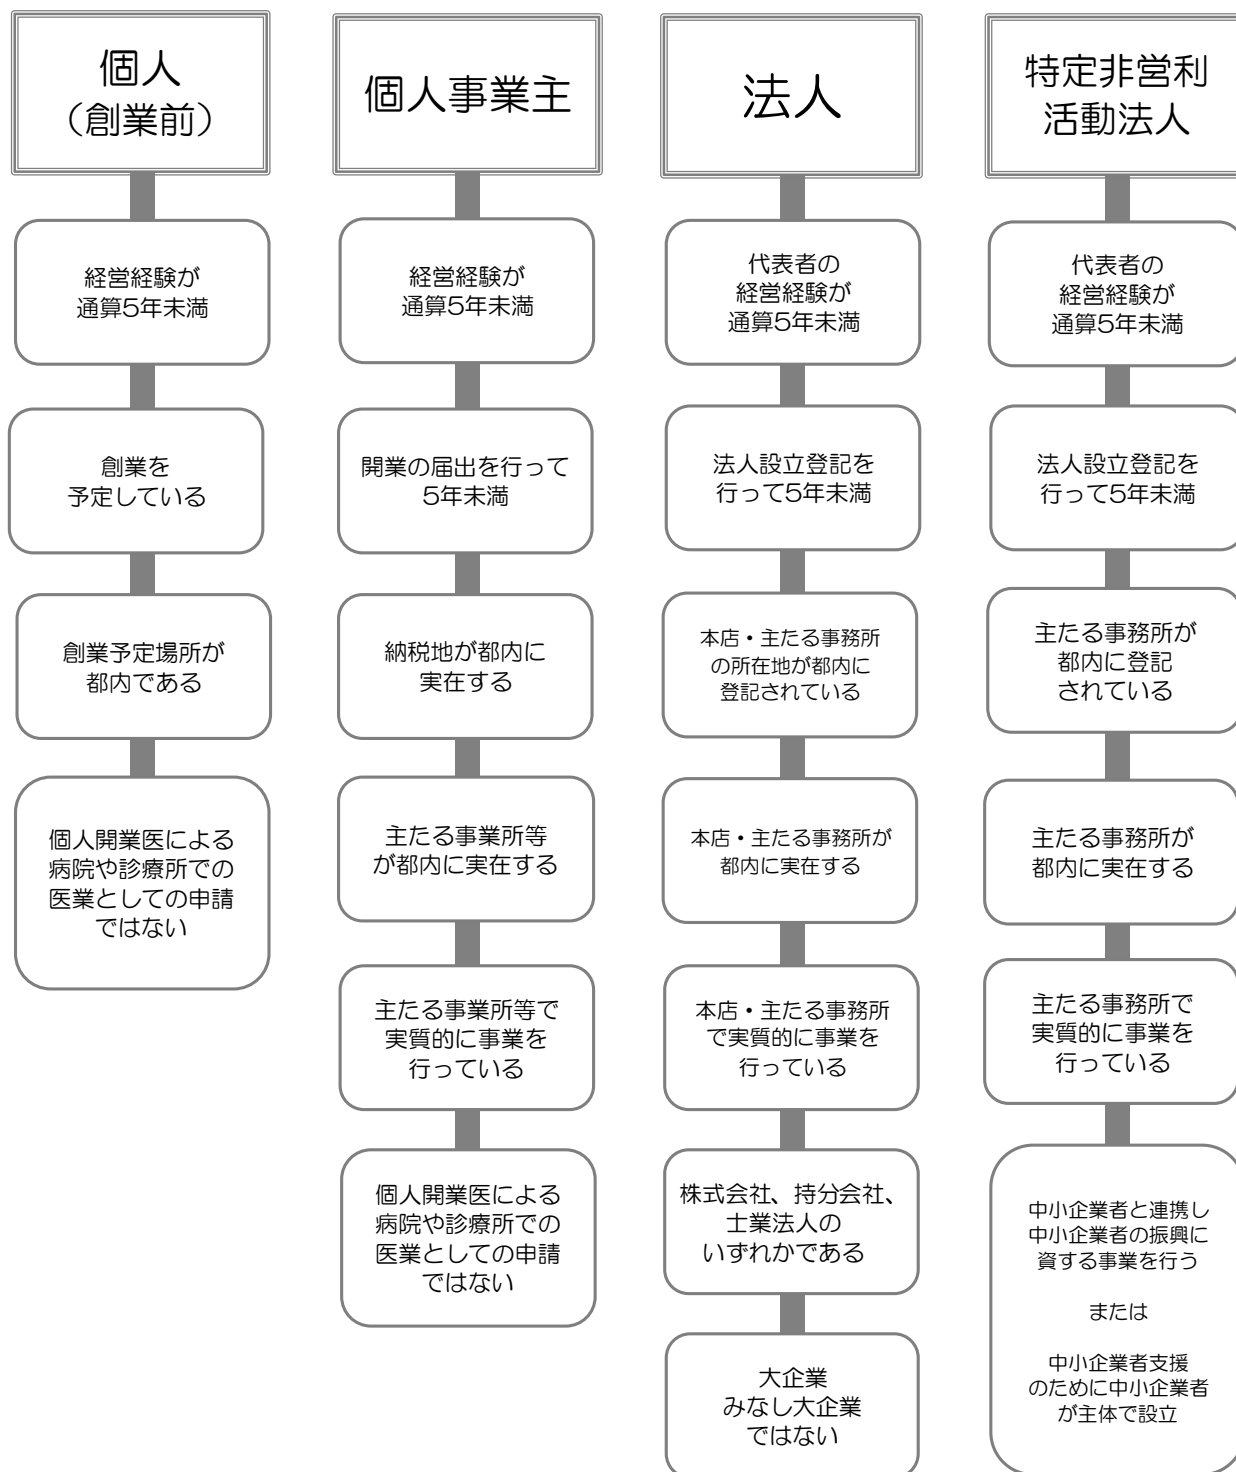 個人
（創業前）
経営経験が
通算5年未満
創業を
予定している
創業予定場所が
都内である
個人開業医による
病院や診療所での
医業としての申請
ではない
個人事業主
経営経験が
通算5年未満
開業の届出を行って
5年未満
納税地が都内に
実在する
主たる事業所等
が都内に実在する
主たる事業所等で
実質的に事業を
行っている
個人開業医による
病院や診療所での
医業としての申請
ではない
法人
代表者の
経営経験が
通算5年未満
法人設立登記を
行って5年未満
本店・主たる事務所
の所在地が都内に
登記されている
本店・主たる事務所が
都内に実在する
本店・主たる事務所
で実質的に事業を
行っている
株式会社、持分会社、
士業法人の
いずれかである
大企業
みなし大企業
ではない
特定非営利
活動法人
代表者の
経営経験が
通算5年未満
法人設立登記を
行って5年未満
主たる事務所が
都内に登記
されている
主たる事務所が
都内に実在する
主たる事務所で
実質的に事業を
行っている
中小企業者と連携し
中小企業者の振興に
資する事業を行う
または
中小企業者支援
のために中小企業者
が主体で設立